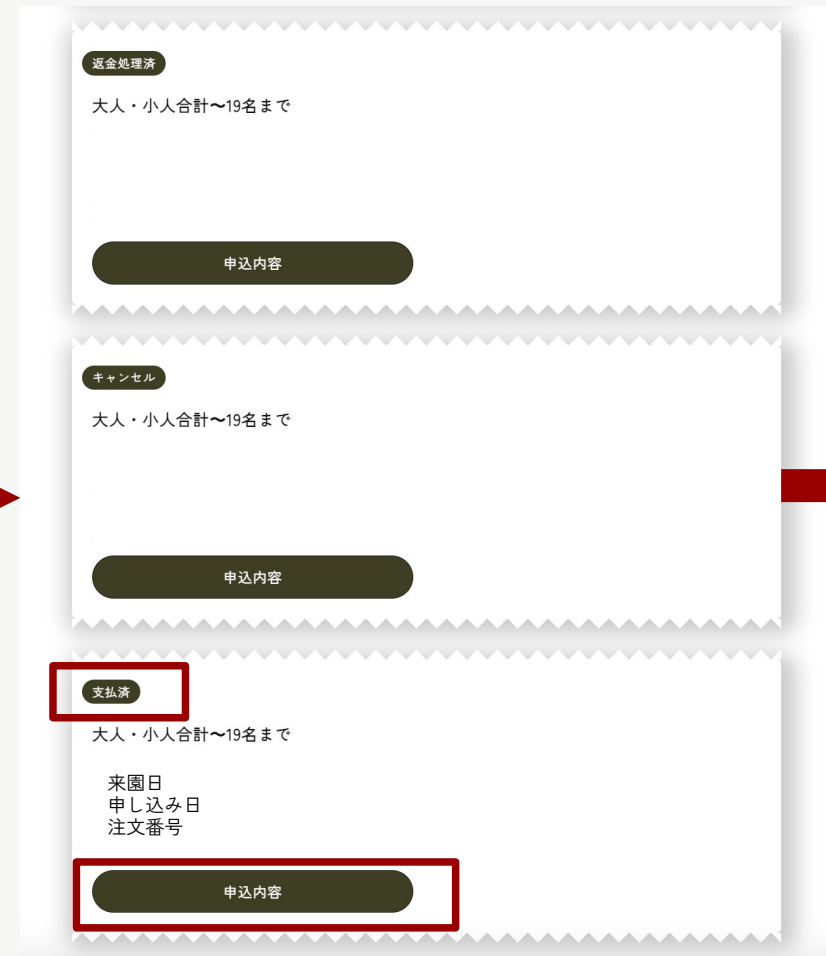 返金処理済
大人・小人合計〜19名まで
申込内容
キャンセル
大人・小人合計〜19名まで
申込内容
支払済
大人・小人合計〜19名まで
来園日
申し込み日
注文番号
申込内容